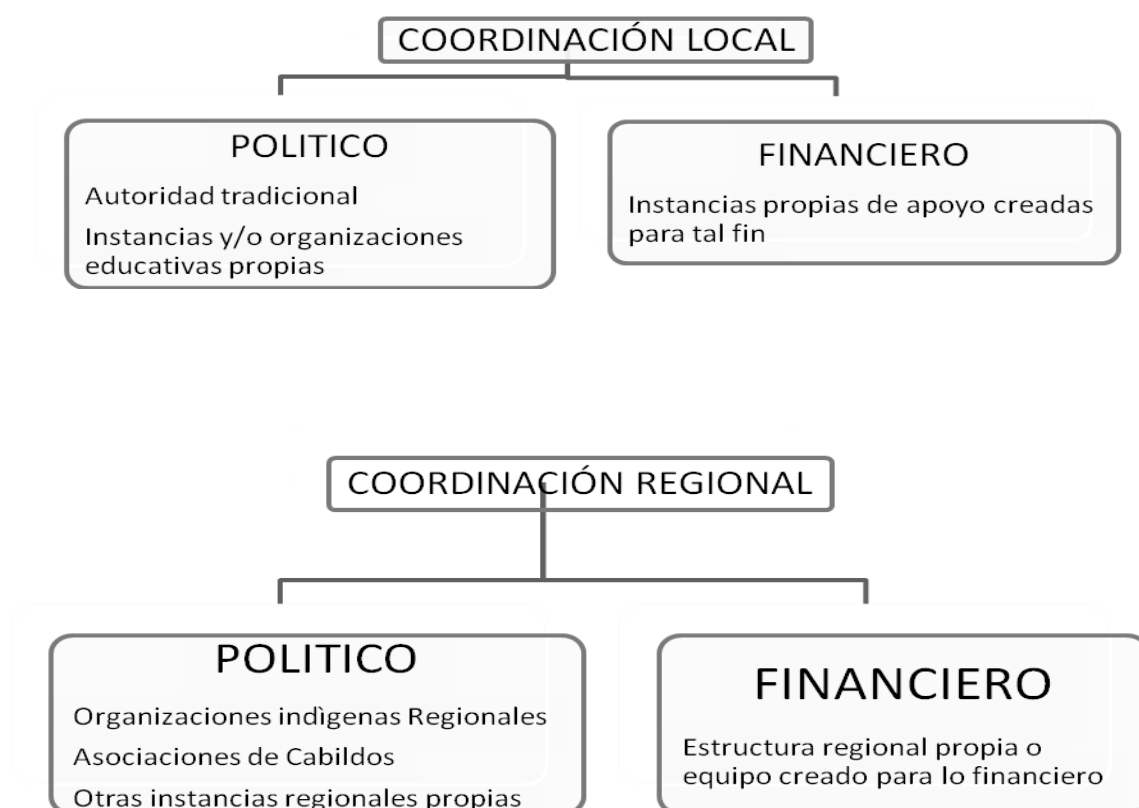 COORDINACIÓN LOCAL
POLITICO
Autoridad tradicional
Instancias y/o organizaciones
educativas propias
FINANCIERO
Instancias propias de apoyo creadas
para tal fin
COORDINACIÓN REGIONAL
POLITICO
Organizaciones indìgenas Regionales
Asociaciones de Cabildos
Otras instancias regionales propias
FINANCIERO
Estructura regional propia o
equipo creado para lo financiero